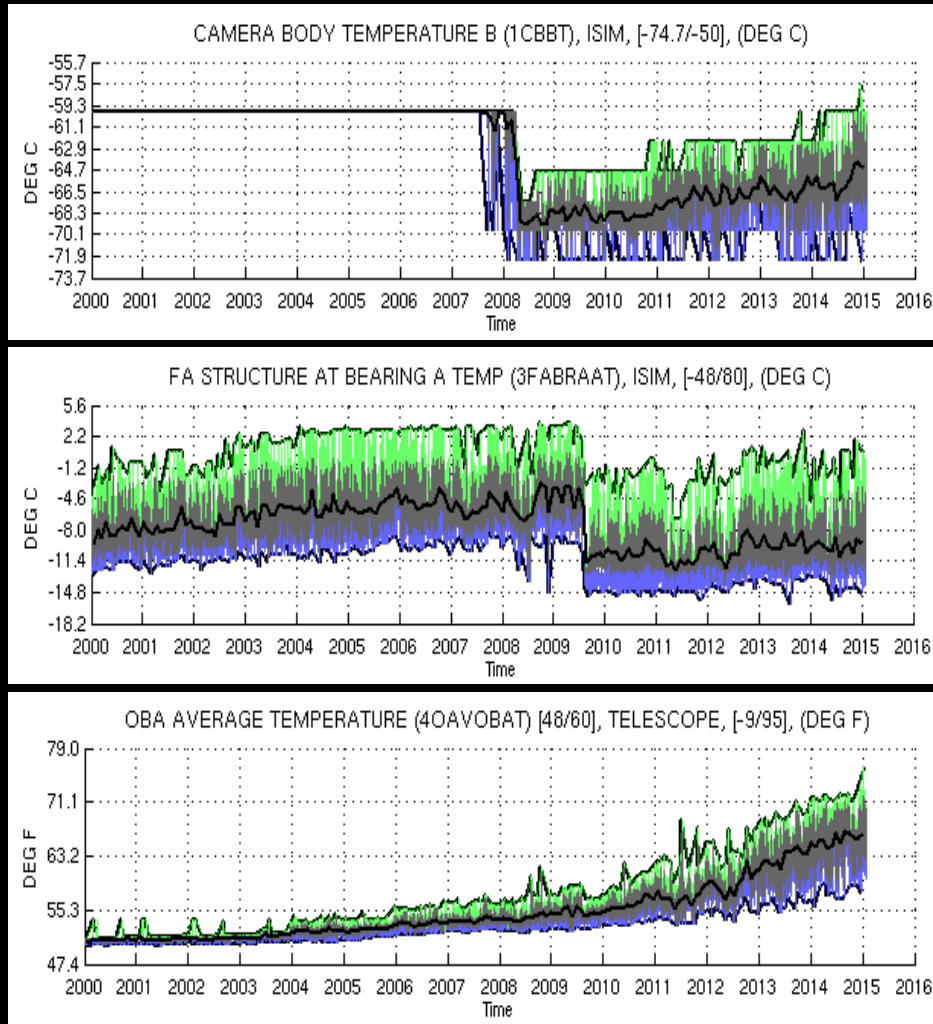 CAMERA BODY TEMPERATURE B (1CBBT), ISIM, [-74.7/-50], (DEG C)
-55.7
-57.5
-59.3
-61.1
-62.9
-64.7
-66.5
-68.3
-70.1
-71.9
-73.7
DEG C
2000 2001 2002 2003 2004 2005 2006 2007 2008 2009 2010 2011 2012 2013 2014 2015 2016
Time
FA STRUCTURE AT BEARING A TEMP (3FABRAAT), ISIM, [-48/80], (DEG C)
5.6
2.2
-1.2
-4.6
-8.0
-11.4
-14.8
-18.2
DEG C
2000 2001 2002 2003 2004 2005 2006 2007 2008 2009 2010 2011 2012 2013 2014 2015 2016
Time
OBA AVERAGE TEMPERATURE (4OAVOBAT) [48/60], TELESCOPE, [-9/95], (DEG F)
79.0
71.1
63.2
55.3
47.4
DEG F
2000 2001 2002 2003 2004 2005 2006 2007 2008 2009 2010 2011 2012 2013 2014 2015 2016
Time